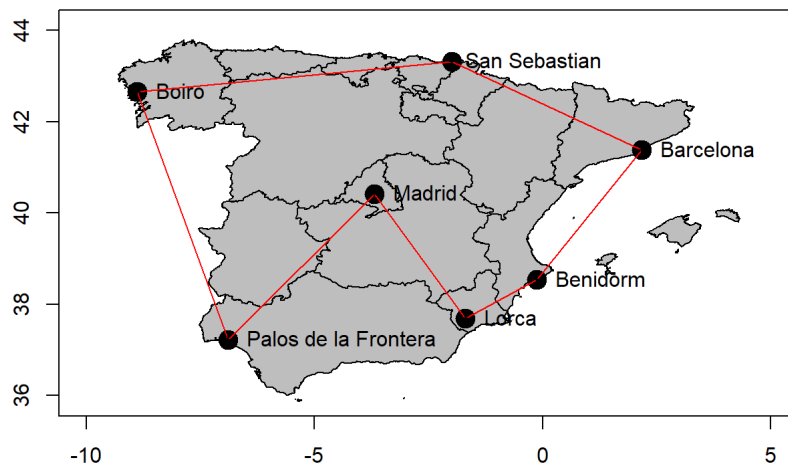 44
42
40
38
36
San Sebastian
Boiro
Barcelona
Madrid
Benidorm
Lorca
Palos de la Frontera
-10
-5
0
5